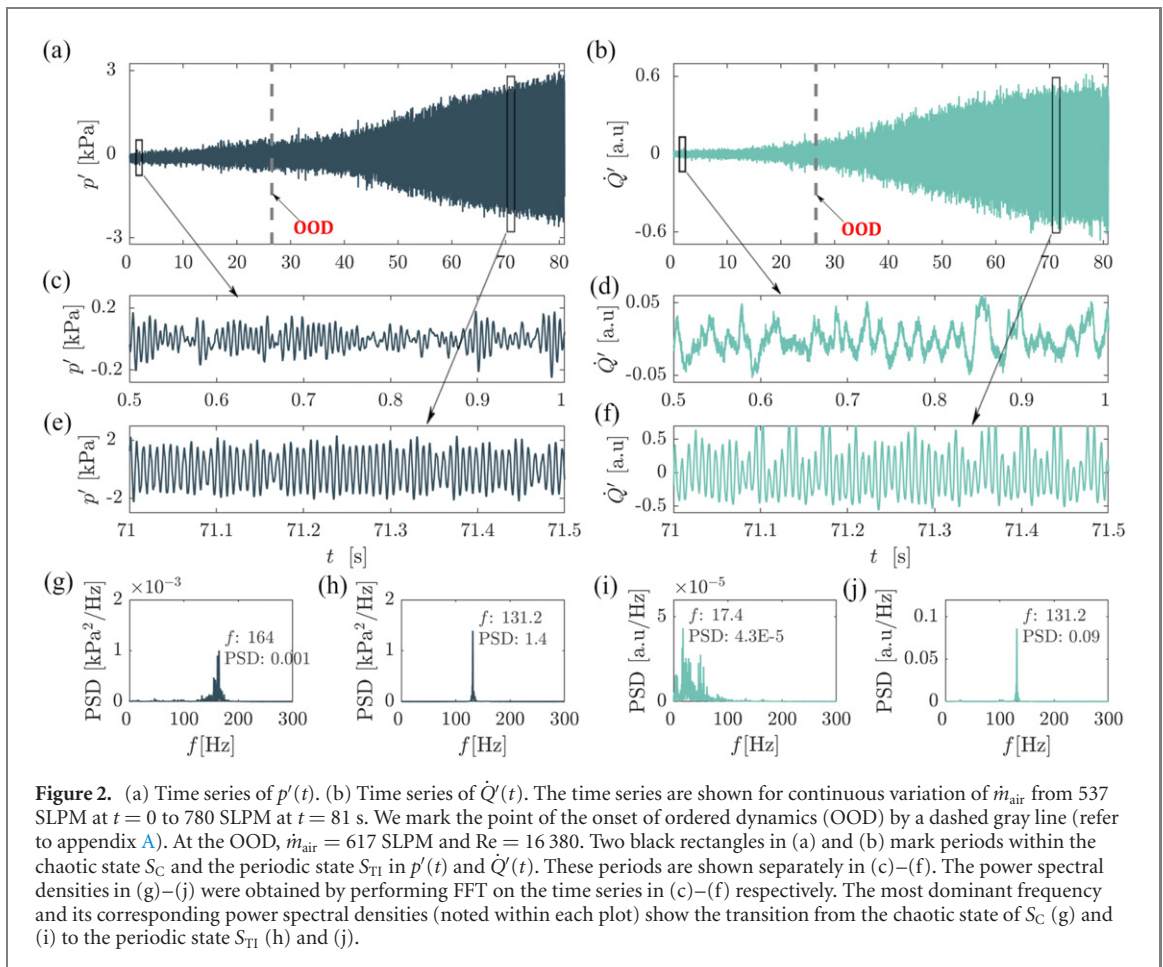 (a)
(b)
3
0
-3
p′ [kPa]
0.6
0
-0.6
Q̇′ [a.u]
OOD
OOD
0 10 20 30 40 50 60 70 80
0 10 20 30 40 50 60 70 80
(c)
(d)
0.2
-0.2
p′ [kPa]
0.05
-0.05
Q̇′ [a.u]
0.5 0.6 0.7 0.8 0.9 1
0.5 0.6 0.7 0.8 0.9 1
(e)
(f)
2
0
-2
p′ [kPa]
0.5
0
-0.5
Q̇′ [a.u]
71 71.1 71.2 71.3 71.4 71.5
71 71.1 71.2 71.3 71.4 71.5
t [s]
t [s]
(g)
×10⁻³
2
1
0
PSD [kPa²/Hz]
f: 164
PSD: 0.001
0 100 200 300
f[Hz]
(h)
2
1
0
PSD [kPa²/Hz]
f: 131.2
PSD: 1.4
0 100 200 300
f[Hz]
(i)
×10⁻⁵
5
0
PSD [a.u/Hz]
f: 17.4
PSD: 4.3E-5
0 100 200 300
f[Hz]
(j)
0.1
0.05
0
PSD [a.u/Hz]
f: 131.2
PSD: 0.09
0 100 200 300
f[Hz]
Figure 2. (a) Time series of p′(t). (b) Time series of Q̇′(t). The time series are shown for continuous variation of ṁair from 537
SLPM at t = 0 to 780 SLPM at t = 81 s. We mark the point of the onset of ordered dynamics (OOD) by a dashed gray line (refer
to appendix A). At the OOD, ṁair = 617 SLPM and Re = 16 380. Two black rectangles in (a) and (b) mark periods within the
chaotic state SC and the periodic state STI in p′(t) and Q̇′(t). These periods are shown separately in (c)–(f). The power spectral
densities in (g)–(j) were obtained by performing FFT on the time series in (c)–(f) respectively. The most dominant frequency
and its corresponding power spectral densities (noted within each plot) show the transition from the chaotic state of SC (g) and
(i) to the periodic state STI (h) and (j).